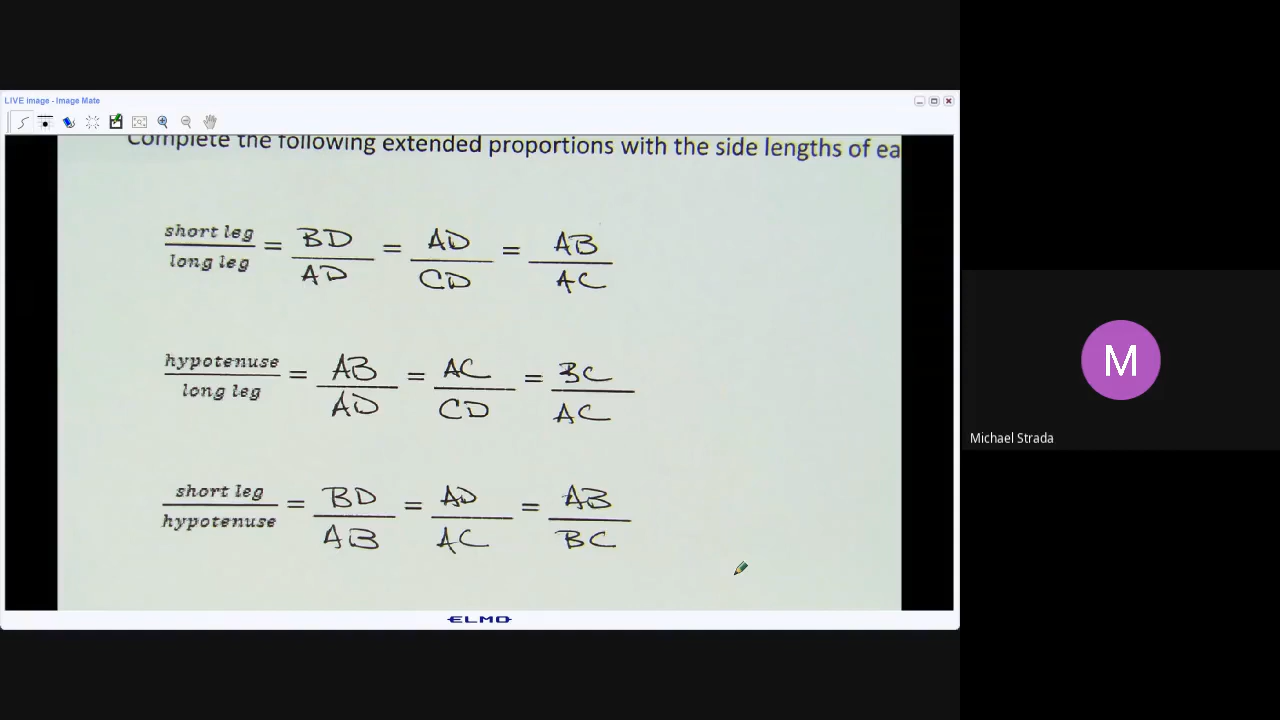 LIVE image - Image Mate
Complete the following extended proportions with the side lengths of ea
short leg / long leg = BD / AD = AD / CD = AB / AC
hypotenuse / long leg = AB / AD = AC / CD = BC / AC
short leg / hypotenuse = BD / AB = AD / AC = AB / BC
ELMO
M
Michael Strada